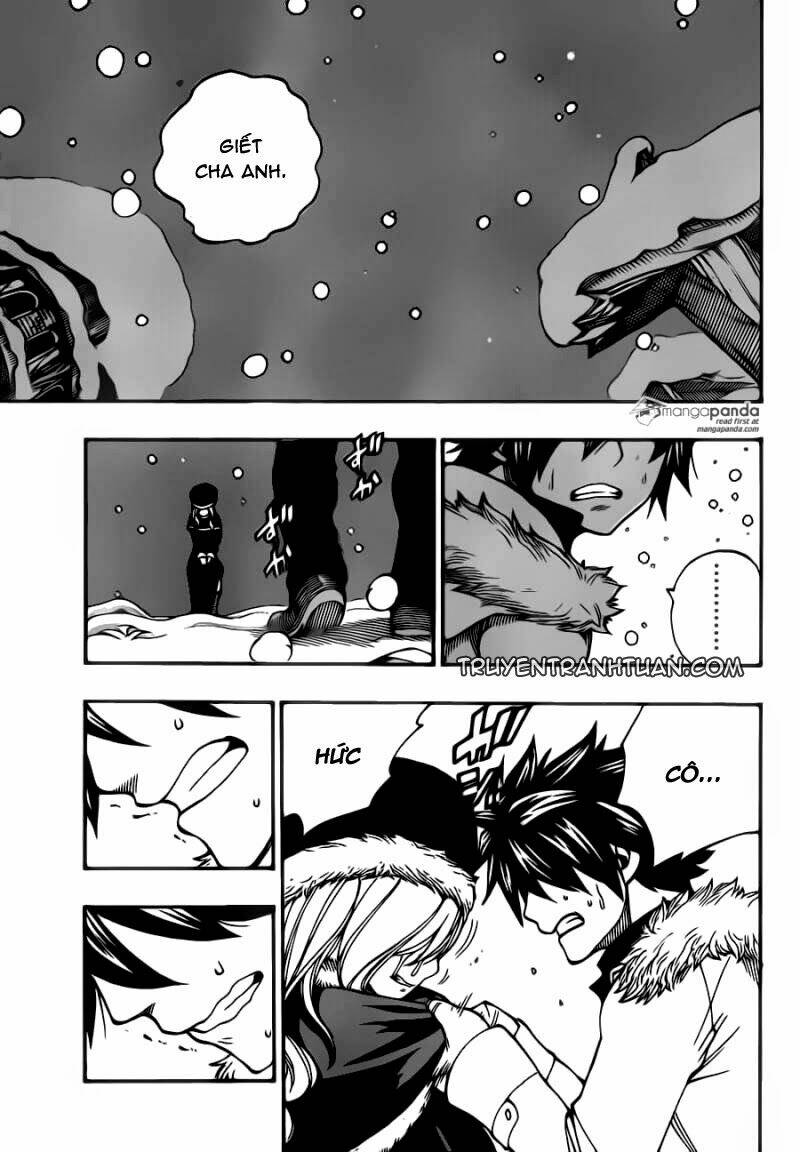 GIẾT
CHA ANH.
mangapanda
read first at
mangapanda.com
..........
TRUYENTRANHTUAN.COM
CÔ...
HỨC